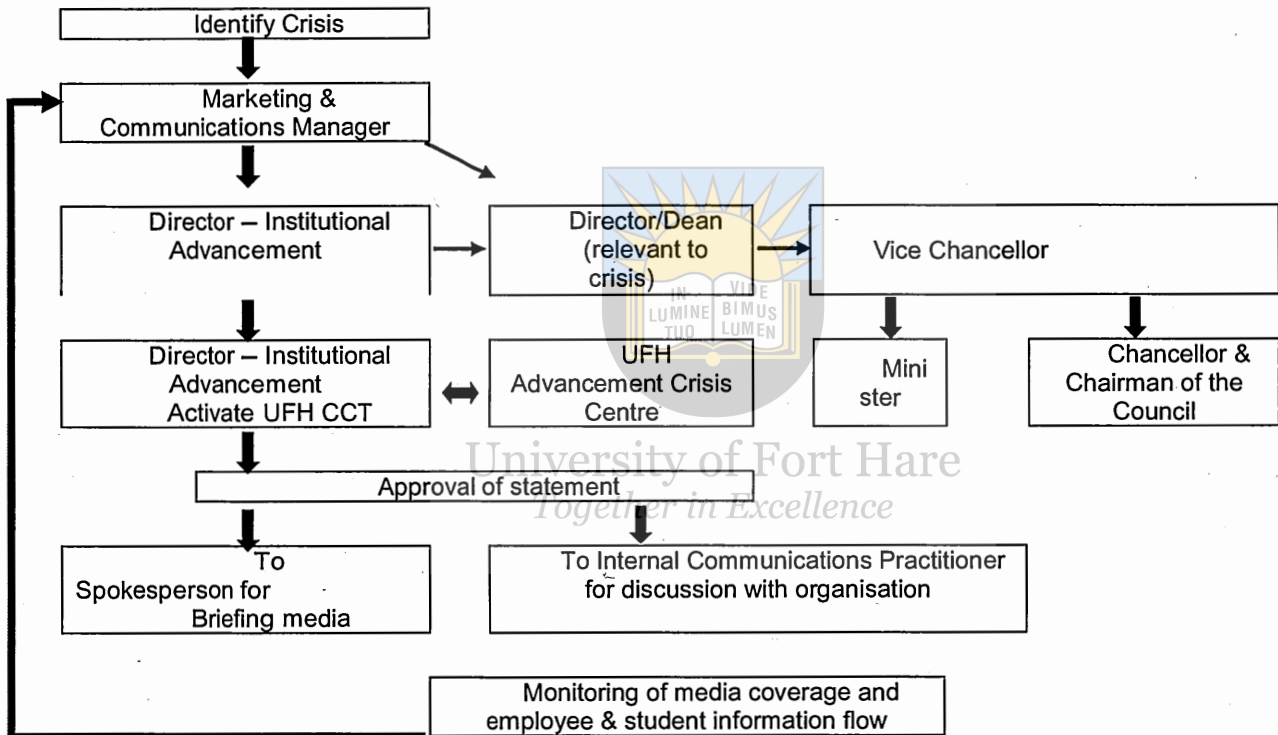 Identify Crisis
Marketing &
Communications Manager
Director – Institutional
Advancement
Director/Dean
(relevant to
crisis)
Vice Chancellor
IN
LUMINE
TUO
VIDE
BIMUS
LUMEN
Director – Institutional
Advancement
Activate UFH CCT
UFH
Advancement Crisis
Centre
Mini
ster
Chancellor &
Chairman of the
Council
University of Fort Hare
Together in Excellence
Approval of statement
To
Spokesperson for
Briefing media
To Internal Communications Practitioner
for discussion with organisation
Monitoring of media coverage and
employee & student information flow